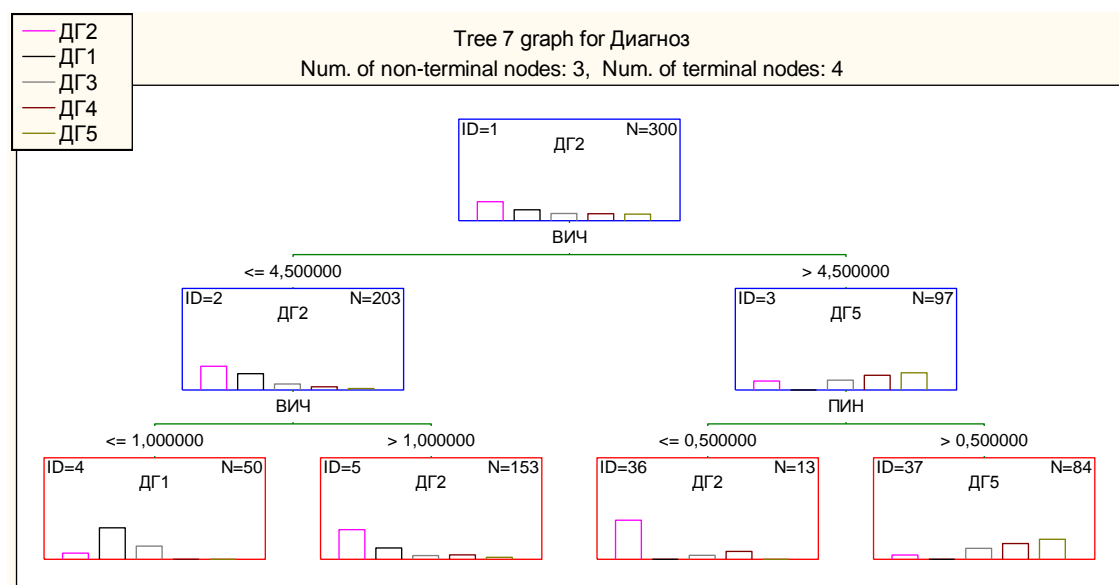 ДГ2
ДГ1
ДГ3
ДГ4
ДГ5
Tree 7 graph for Диагноз
Num. of non-terminal nodes: 3, Num. of terminal nodes: 4
ID=1 N=300
ДГ2
ВИЧ
<= 4,500000 > 4,500000
ID=2 N=203 ID=3 N=97
ДГ2 ДГ5
ВИЧ ПИН
<= 1,000000 > 1,000000 <= 0,500000 > 0,500000
ID=4 N=50 ID=5 N=153 ID=36 N=13 ID=37 N=84
ДГ1 ДГ2 ДГ2 ДГ5